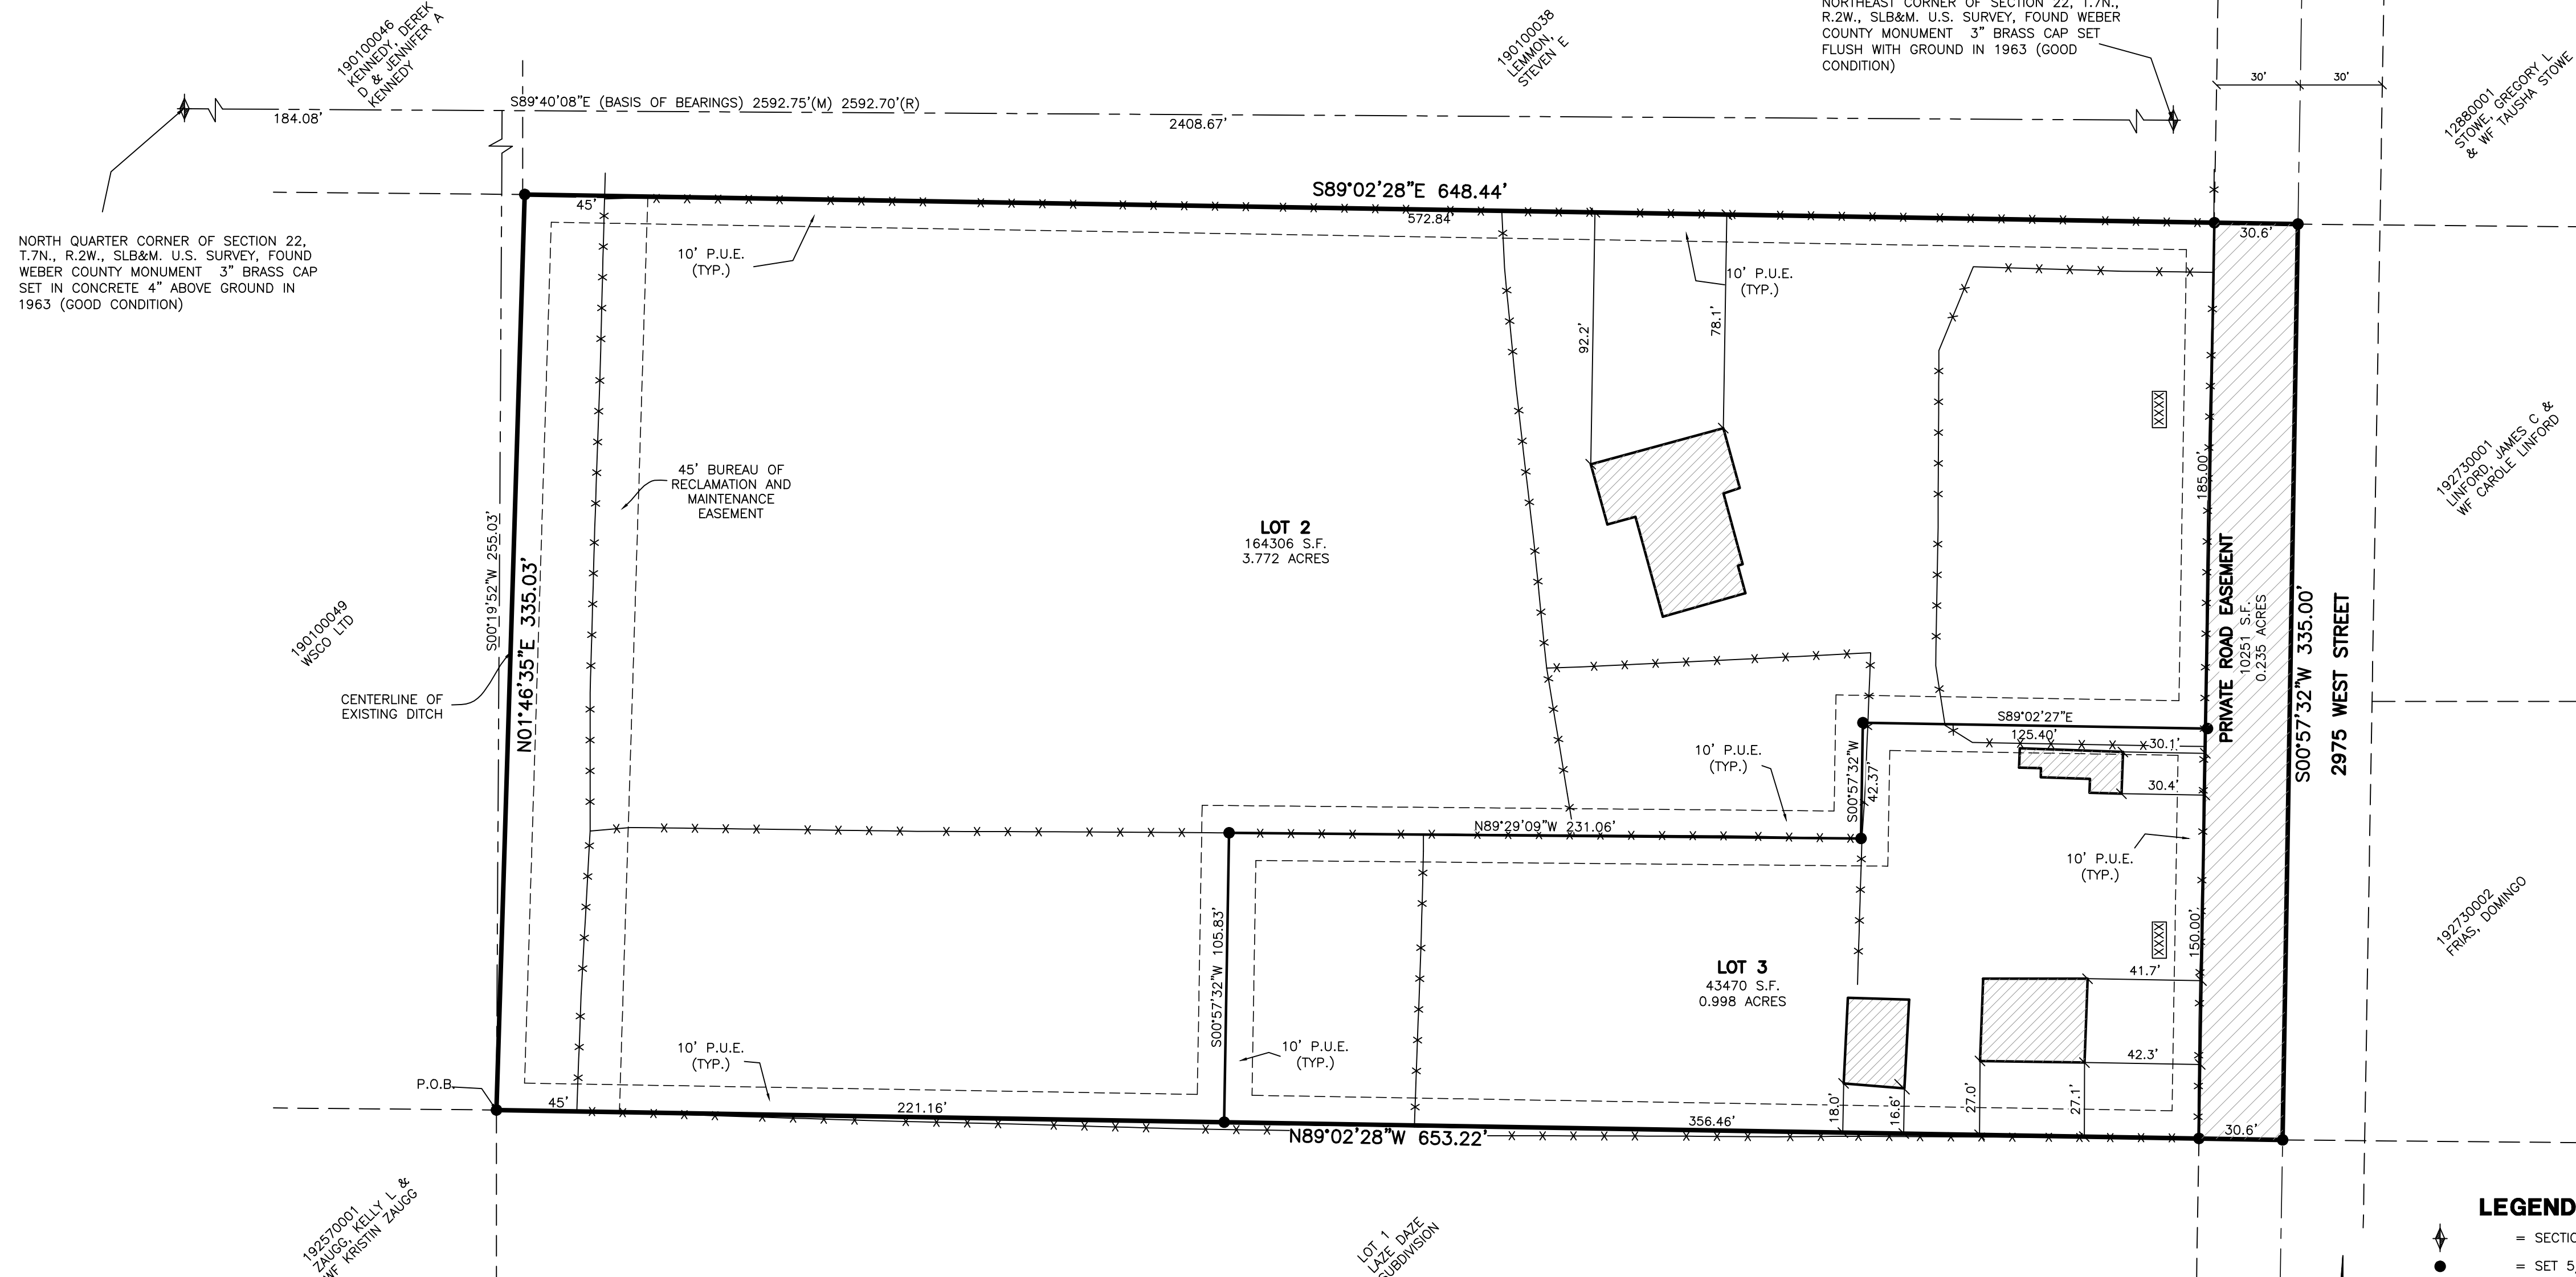 190100046
KENNEDY, DEREK
D & JENNIFER A
KENNEDY
190100038
LEMMON,
STEVEN E
NORTHEAST CORNER OF SECTION 22, T.7N.,
R.2W., SLB&M. U.S. SURVEY, FOUND WEBER
COUNTY MONUMENT 3" BRASS CAP SET
FLUSH WITH GROUND IN 1963 (GOOD
CONDITION)
30'
30'
12880001
STOWE, GREGORY L
& WF TAUSHA STOWE
S89°40'08"E (BASIS OF BEARINGS) 2592.75'(M) 2592.70'(R)
184.08'
2408.67'
S89°02'28"E 648.44'
45'
572.84'
30.6'
NORTH QUARTER CORNER OF SECTION 22,
T.7N., R.2W., SLB&M. U.S. SURVEY, FOUND
WEBER COUNTY MONUMENT 3" BRASS CAP
SET IN CONCRETE 4" ABOVE GROUND IN
1963 (GOOD CONDITION)
10' P.U.E.
(TYP.)
10' P.U.E.
(TYP.)
92.2'
78.1'
XXXX
185.00'
192730001
LINFORD, JAMES C &
WF CAROLE LINFORD
45' BUREAU OF
RECLAMATION AND
MAINTENANCE
EASEMENT
S00°19'52"W 255.03'
N01°46'35"E 335.03'
LOT 2
164306 S.F.
3.772 ACRES
PRIVATE ROAD EASEMENT
10251 S.F.
0.235 ACRES
S00°57'32"W 335.00'
2975 WEST STREET
190100049
WSCO LTD
CENTERLINE OF
EXISTING DITCH
S89°02'27"E
125.40'
30.1'
30.4'
10' P.U.E.
(TYP.)
S00°57'32"W
42.37'
N89°29'09"W 231.06'
10' P.U.E.
(TYP.)
192730002
FRIAS, DOMINGO
XXXX
150.00'
S00°57'32"W 105.83'
LOT 3
43470 S.F.
0.998 ACRES
41.7'
42.3'
10' P.U.E.
(TYP.)
10' P.U.E.
(TYP.)
P.O.B.
45'
221.16'
18.0'
16.6'
27.0'
27.1'
356.46'
30.6'
N89°02'28"W 653.22'
192570001
ZAUGG, KELLY L &
WF KRISTIN ZAUGG
LOT 1
LAZE DAZE
SUBDIVISION
LEGEND
= SECTIO
= SET 5